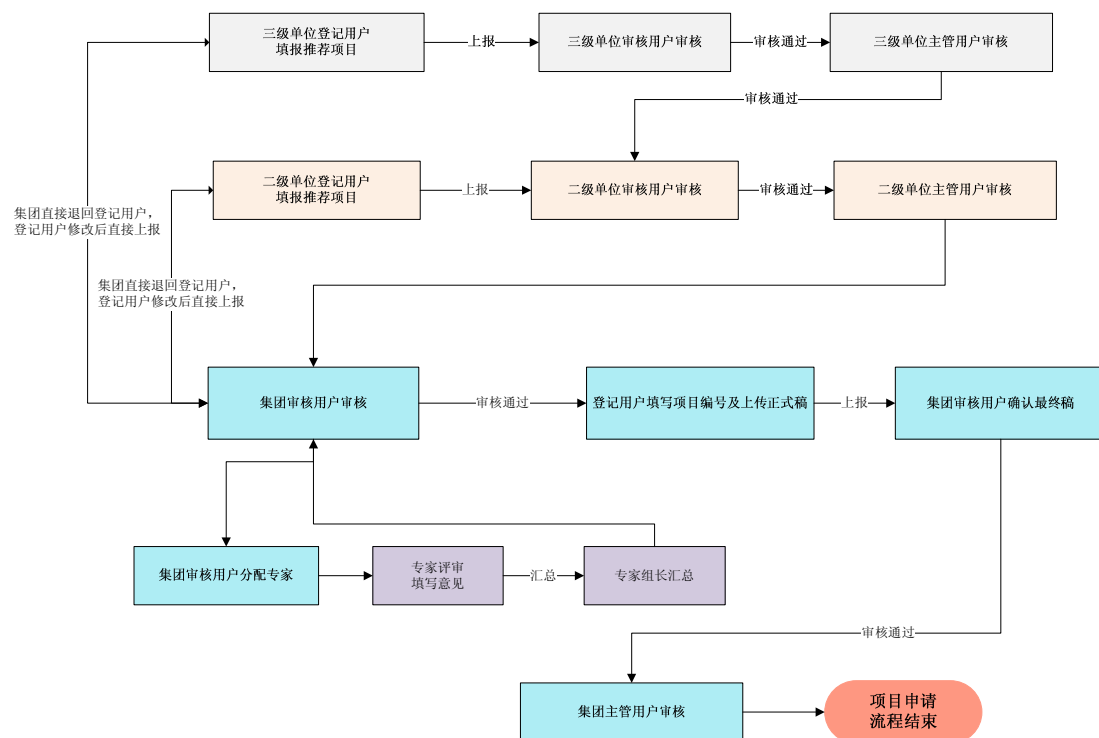 三级单位登记用户
填报推荐项目
上报
三级单位审核用户审核
审核通过
三级单位主管用户审核
审核通过
二级单位登记用户
填报推荐项目
上报
二级单位审核用户审核
审核通过
二级单位主管用户审核
集团直接退回登记用户，
登记用户修改后直接上报
集团直接退回登记用户，
登记用户修改后直接上报
集团审核用户审核
审核通过
登记用户填写项目编号及上传正式稿
上报
集团审核用户确认最终稿
集团审核用户分配专家
专家评审
填写意见
汇总
专家组长汇总
审核通过
集团主管用户审核
项目申请
流程结束